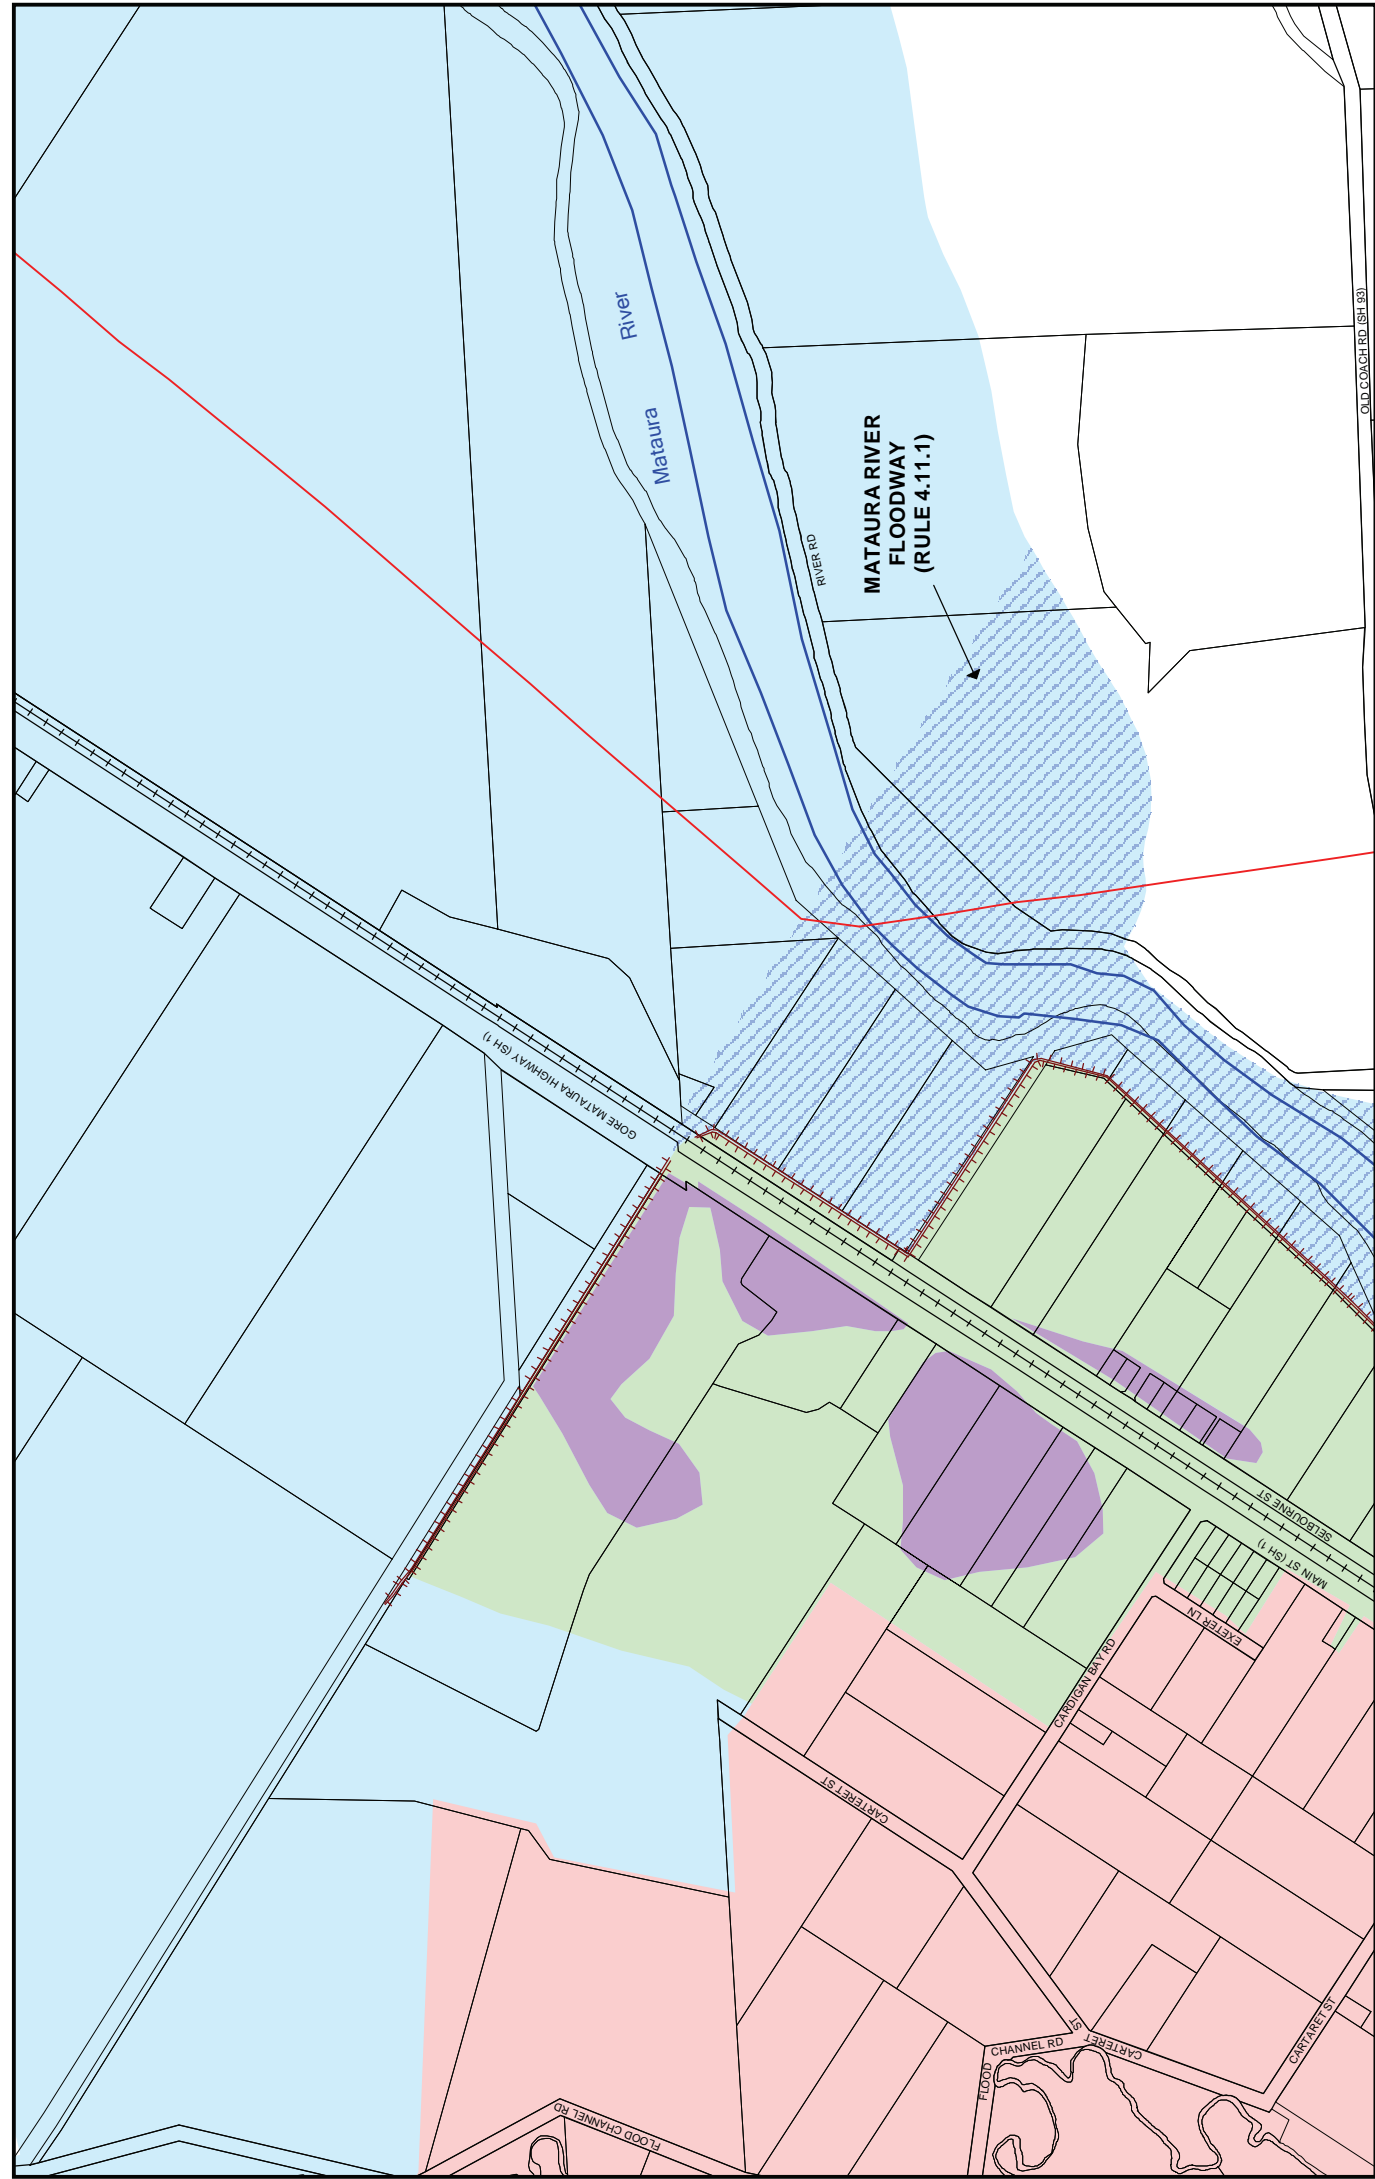 Mataura River
MATAURA RIVER
FLOODWAY
(RULE 4.11.1)
RIVER RD
OLD COACH RD (SH 93)
GORE MATAURA HIGHWAY (SH 1)
SELBOURNE ST
MAIN ST (SH 1)
EXETER LN
CARDIGAN BAY RD
CARTERET ST
FLOOD CHANNEL RD
CARTERET ST
CARTARET ST
FLOOD CHANNEL RD